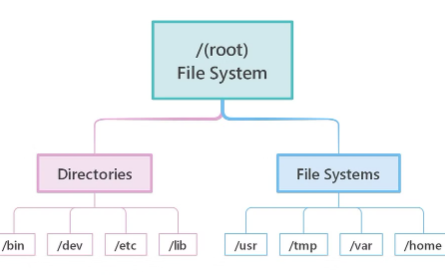 /(root)
File System
Directories
File Systems
/bin
/dev
/etc
/lib
/usr
/tmp
/var
/home